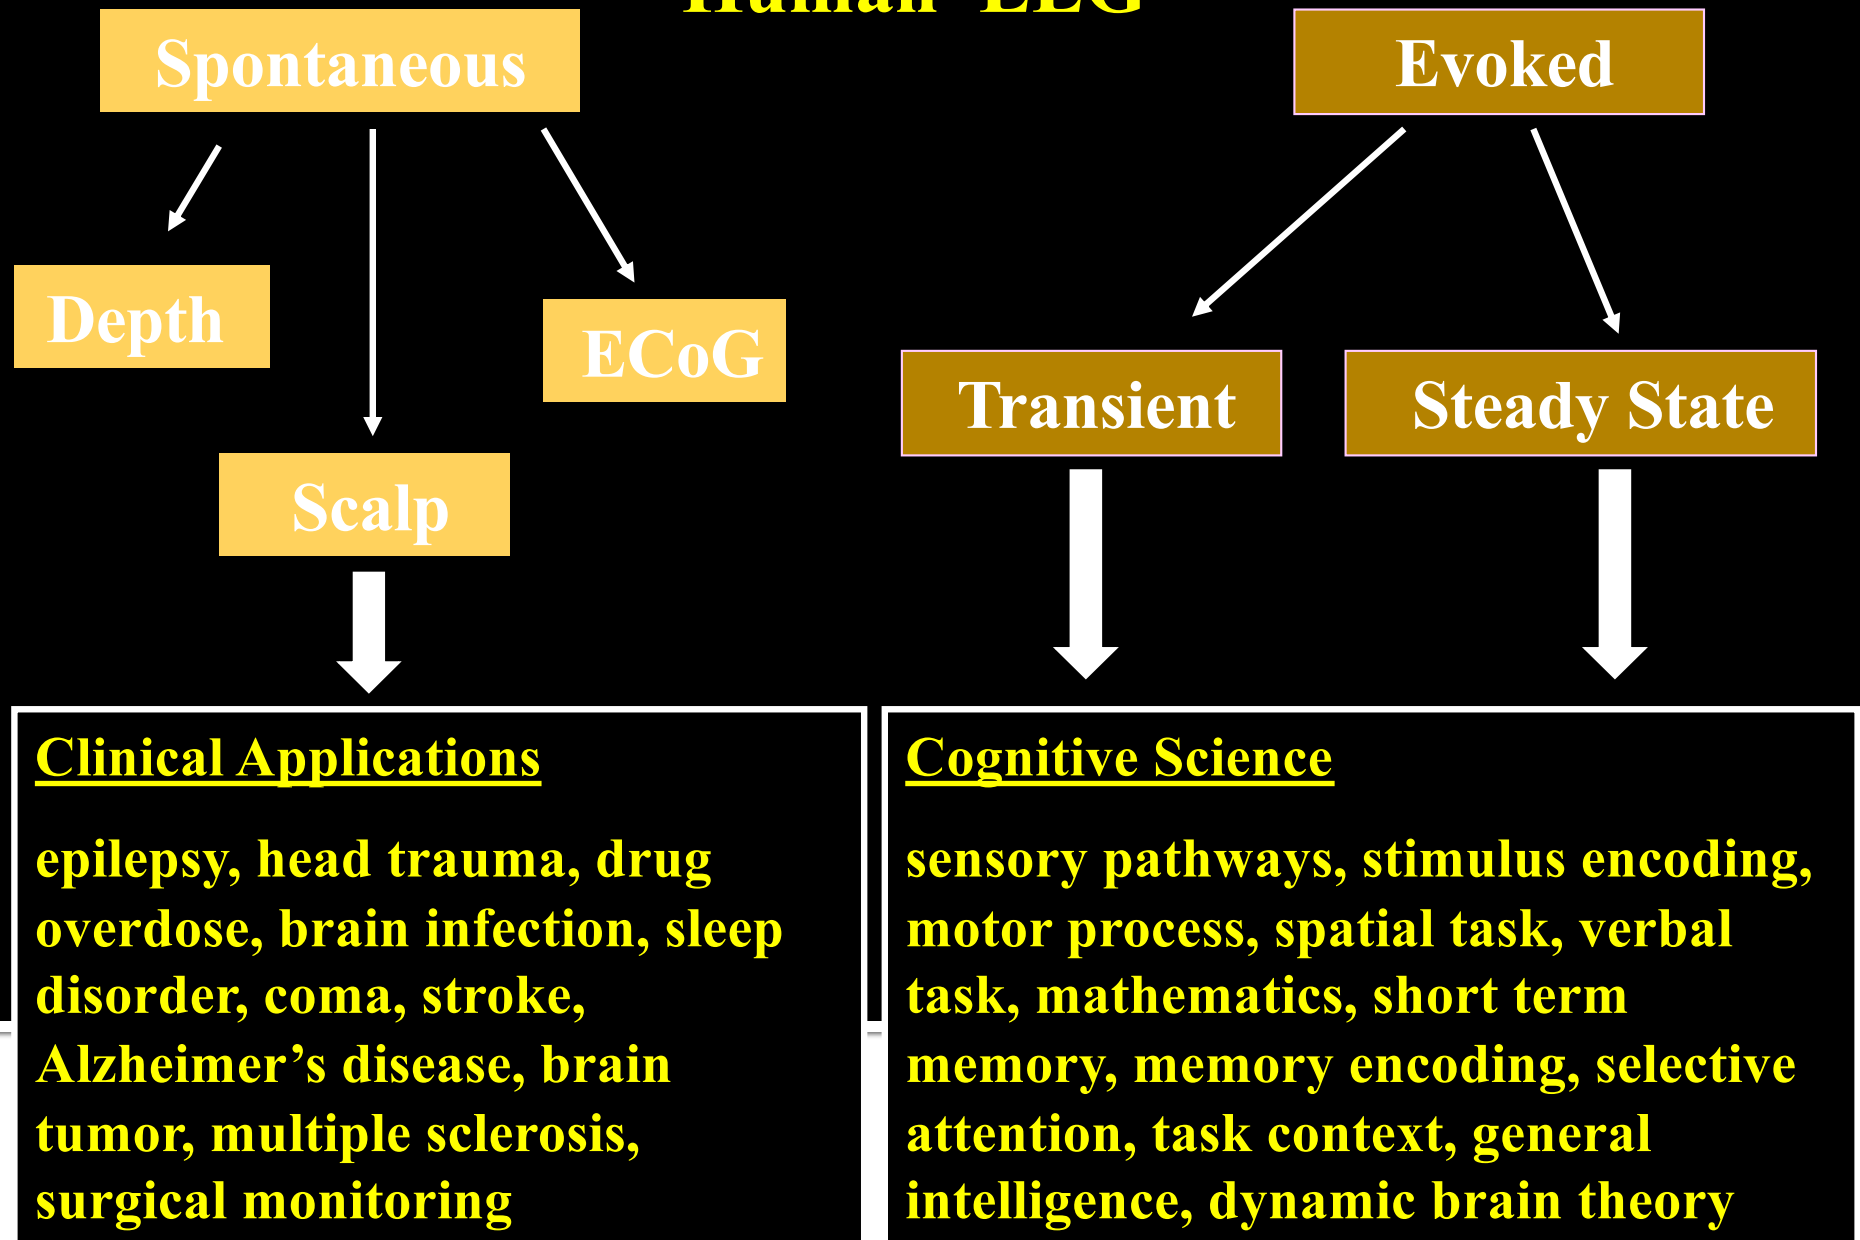 Human EEG
Spontaneous
Evoked
Depth
ECoG
Transient
Steady State
Scalp
Clinical Applications
epilepsy, head trauma, drug
overdose, brain infection, sleep
disorder, coma, stroke,
Alzheimer’s disease, brain
tumor, multiple sclerosis,
surgical monitoring
Cognitive Science
sensory pathways, stimulus encoding,
motor process, spatial task, verbal
task, mathematics, short term
memory, memory encoding, selective
attention, task context, general
intelligence, dynamic brain theory